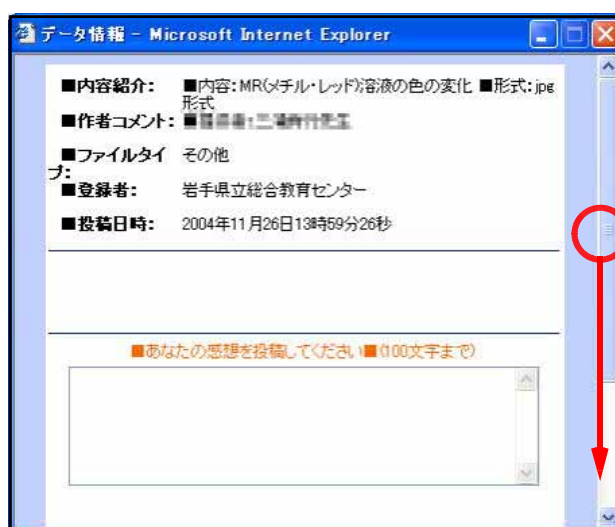 データ情報 - Microsoft Internet Explorer
■内容紹介: ■内容:MR(メチル・レッド)溶液の色の変化 ■形式:jpg
形式
■作者コメント:
■ファイルタイ その他
プ:
■登録者: 岩手県立総合教育センター
■投稿日時: 2004年11月26日13時59分26秒
■あなたの感想を投稿してください■(100文字まで)